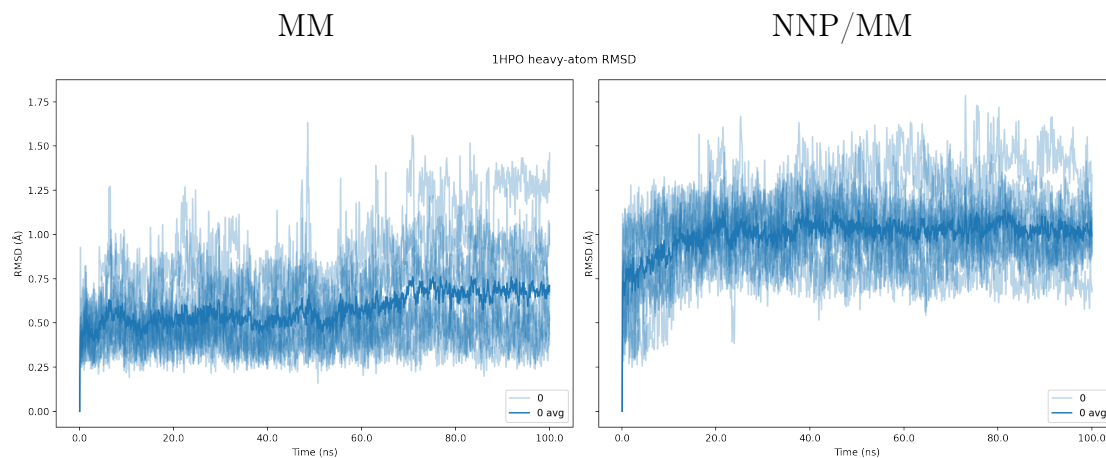 MM
NNP/MM
1HPO heavy-atom RMSD
RMSD (Å)
1.75
1.50
1.25
1.00
0.75
0.50
0.25
0.00
0.0 20.0 40.0 60.0 80.0 100.0
Time (ns)
0
0 avg
RMSD (Å)
0.0 20.0 40.0 60.0 80.0 100.0
Time (ns)
0
0 avg